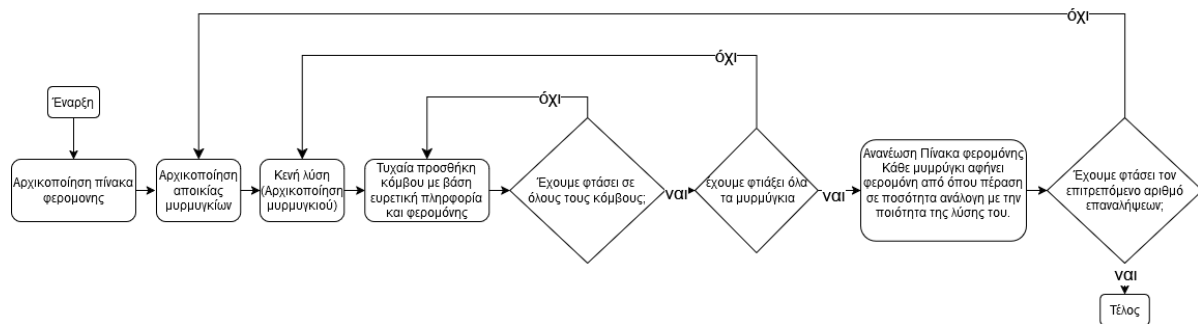 όχι
όχι
όχι
Έναρξη
Αρχικοποίηση πίνακα
φερομονης
Αρχικοποίηση
αποικίας
μυρμυγκίων
Κενή λύση
(Αρχικοποίηση
μυρμυγκιού)
Τυχαία προσθήκη
κόμβου με βάση
ευρετική πληρφορία
και φερομόνης
Έχουμε φτάσει σε
όλους τους κόμβους;
ναι
έχουμε φτιάξει όλα
τα μυρμύγκια
ναι
Ανανέωση Πίνακα φερομόνης
Κάθε μυμρύγκι αφήνει
φερομόνη από όπου πέραση
σε ποσότητα ανάλογη με την
ποιότητα της λύσης του.
Έχουμε φτάσει τον
επιτρεπόμενο αριθμό
επαναλήψεων;
ναι
Τέλος